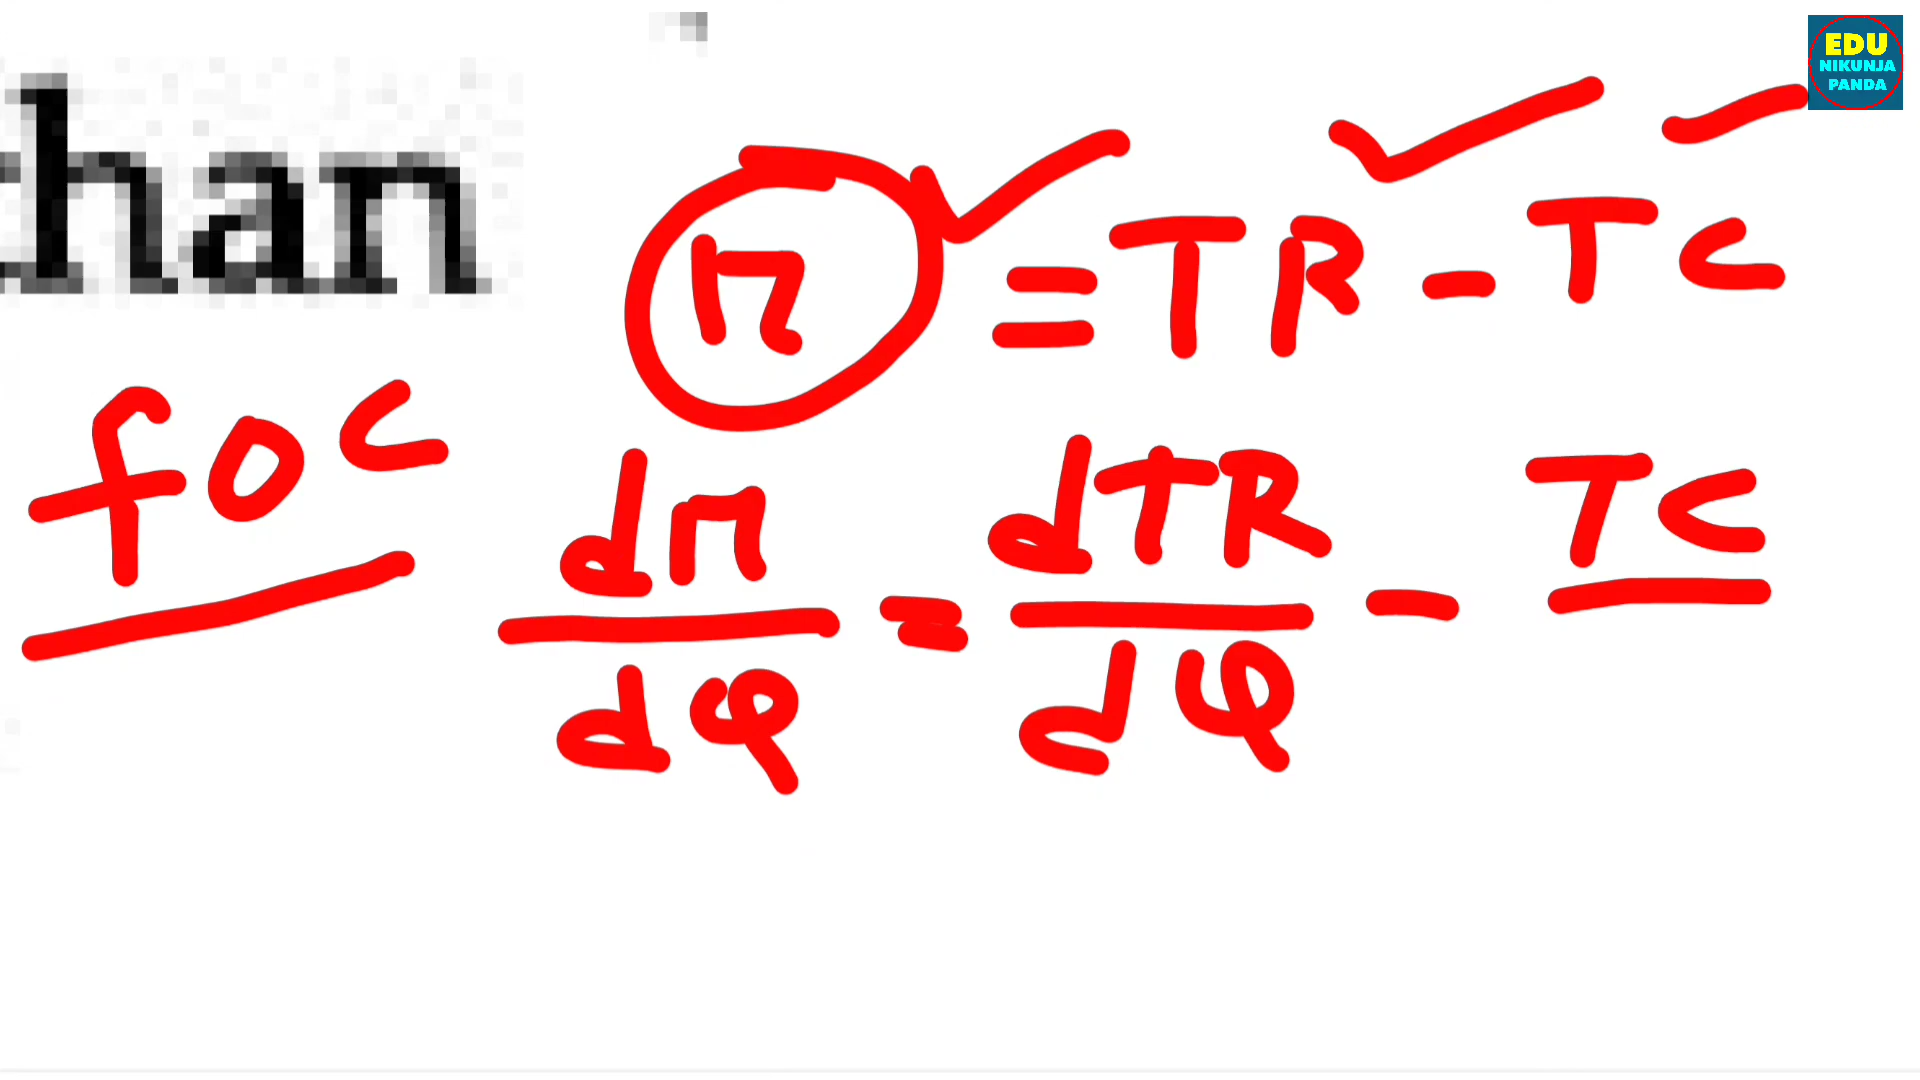 han
π = TR - TC
foc
dπ/dQ = dTR/dQ - TC
EDU
NIKUNJA
PANDA